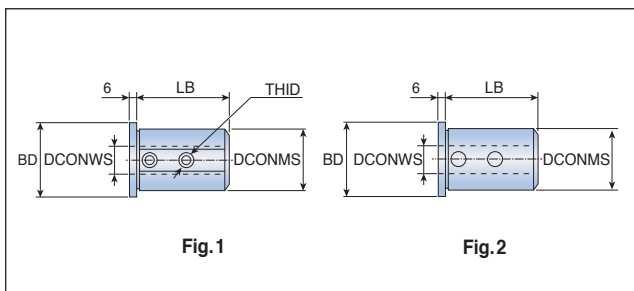 6 LB THID
BD DCONWS DCONMS
Fig.1
6 LB
BD DCONWS DCONMS
Fig.2